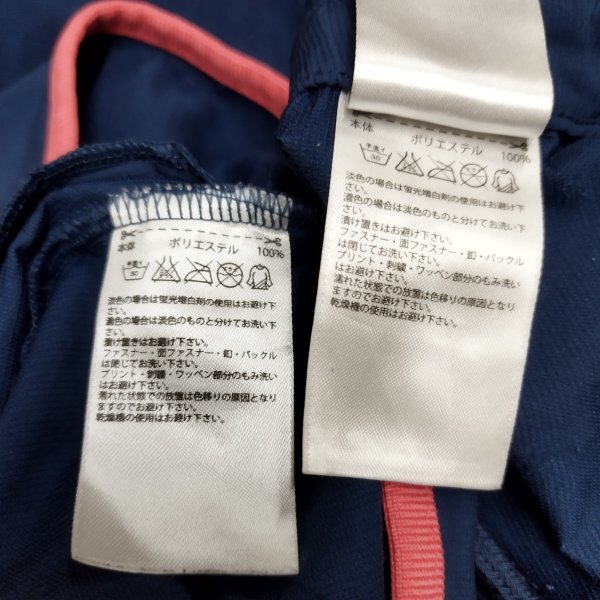 本体 ポリエステル 100%
手洗イ
30
淡色の場合は蛍光増白剤の使用はお避け下さい。
濃色の場合は淡色のものと分けてお洗い下さい。
漬け置きはお避け下さい。
ファスナー・面ファスナー・釦・バックル
は閉じてお洗い下さい。
プリント・刺繍・ワッペン部分のもみ洗い
はお避け下さい。
濡れた状態での放置は色移りの原因となり
ますのでお避け下さい。
乾燥機の使用はお避け下さい。
本体 ポリエステル 100%
手洗イ
30
淡色の場合は蛍光増白剤の使用はお避け下さい。
濃色の場合は淡色のものと分けてお洗い下さい。
漬け置きはお避け下さい。
ファスナー・面ファスナー・釦・バックル
は閉じてお洗い下さい。
プリント・刺繍・ワッペン部分のもみ洗い
はお避け下さい。
濡れた状態での放置は色移りの原因となり
ますのでお避け下さい。
乾燥機の使用はお避け下さい。